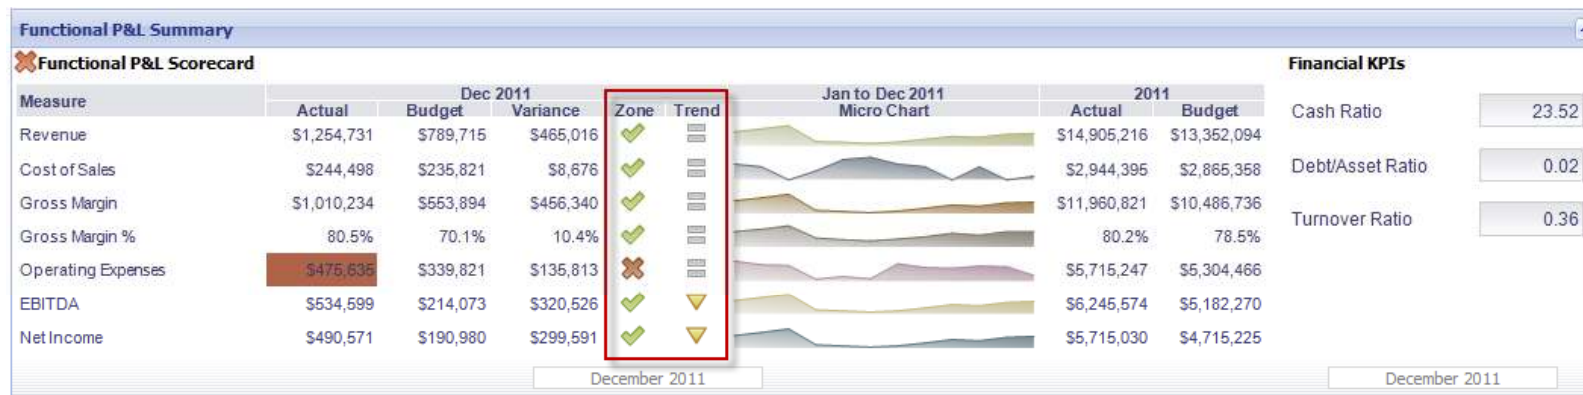 Functional P&L Summary
Functional P&L Scorecard
Financial KPIs
Measure Dec 2011 Jan to Dec 2011 2011
Actual Budget Variance Zone Trend Micro Chart Actual Budget
Revenue $1,254,731 $789,715 $465,016 $14,905,216 $13,352,094
Cost of Sales $244,498 $235,821 $8,676 $2,944,395 $2,865,358
Gross Margin $1,010,234 $553,894 $456,340 $11,960,821 $10,486,736
Gross Margin % 80.5% 70.1% 10.4% 80.2% 78.5%
Operating Expenses $475,635 $339,821 $135,813 $5,715,247 $5,304,466
EBITDA $534,599 $214,073 $320,526 $6,245,574 $5,182,270
Net Income $490,571 $190,980 $299,591 $5,715,030 $4,715,225
December 2011
Cash Ratio 23.52
Debt/Asset Ratio 0.02
Turnover Ratio 0.36
December 2011